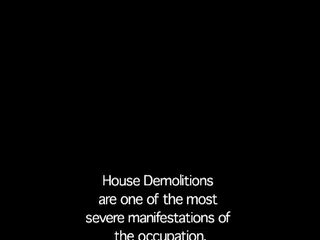 House Demolitions
are one of the most
severe manifestations of
the occupation.